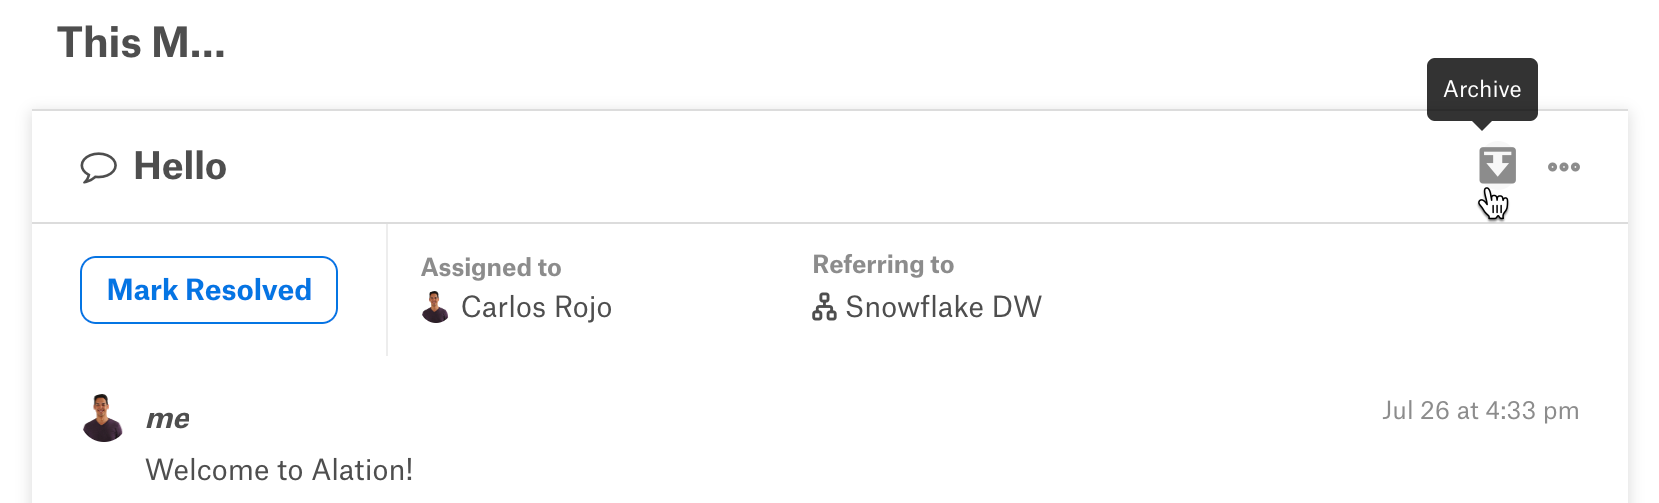 This M...
Archive
Hello
Mark Resolved
Assigned to
Carlos Rojo
Referring to
Snowflake DW
me
Jul 26 at 4:33 pm
Welcome to Alation!